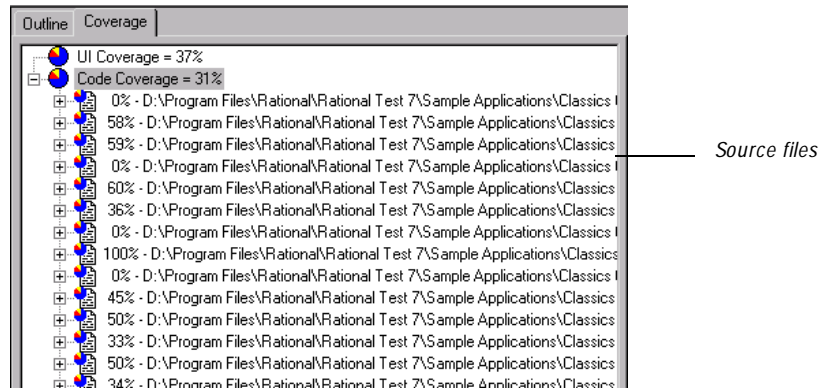 Outline Coverage
UI Coverage = 37%
Code Coverage = 31%
0% - D:\Program Files\Rational\Rational Test 7\Sample Applications\Classics
58% - D:\Program Files\Rational\Rational Test 7\Sample Applications\Classics
59% - D:\Program Files\Rational\Rational Test 7\Sample Applications\Classics
0% - D:\Program Files\Rational\Rational Test 7\Sample Applications\Classics
60% - D:\Program Files\Rational\Rational Test 7\Sample Applications\Classics
36% - D:\Program Files\Rational\Rational Test 7\Sample Applications\Classics
0% - D:\Program Files\Rational\Rational Test 7\Sample Applications\Classics
100% - D:\Program Files\Rational\Rational Test 7\Sample Applications\Classics
0% - D:\Program Files\Rational\Rational Test 7\Sample Applications\Classics
45% - D:\Program Files\Rational\Rational Test 7\Sample Applications\Classics
50% - D:\Program Files\Rational\Rational Test 7\Sample Applications\Classics
33% - D:\Program Files\Rational\Rational Test 7\Sample Applications\Classics
50% - D:\Program Files\Rational\Rational Test 7\Sample Applications\Classics
34% - D:\Program Files\Rational\Rational Test 7\Sample Applications\Classics
Source files